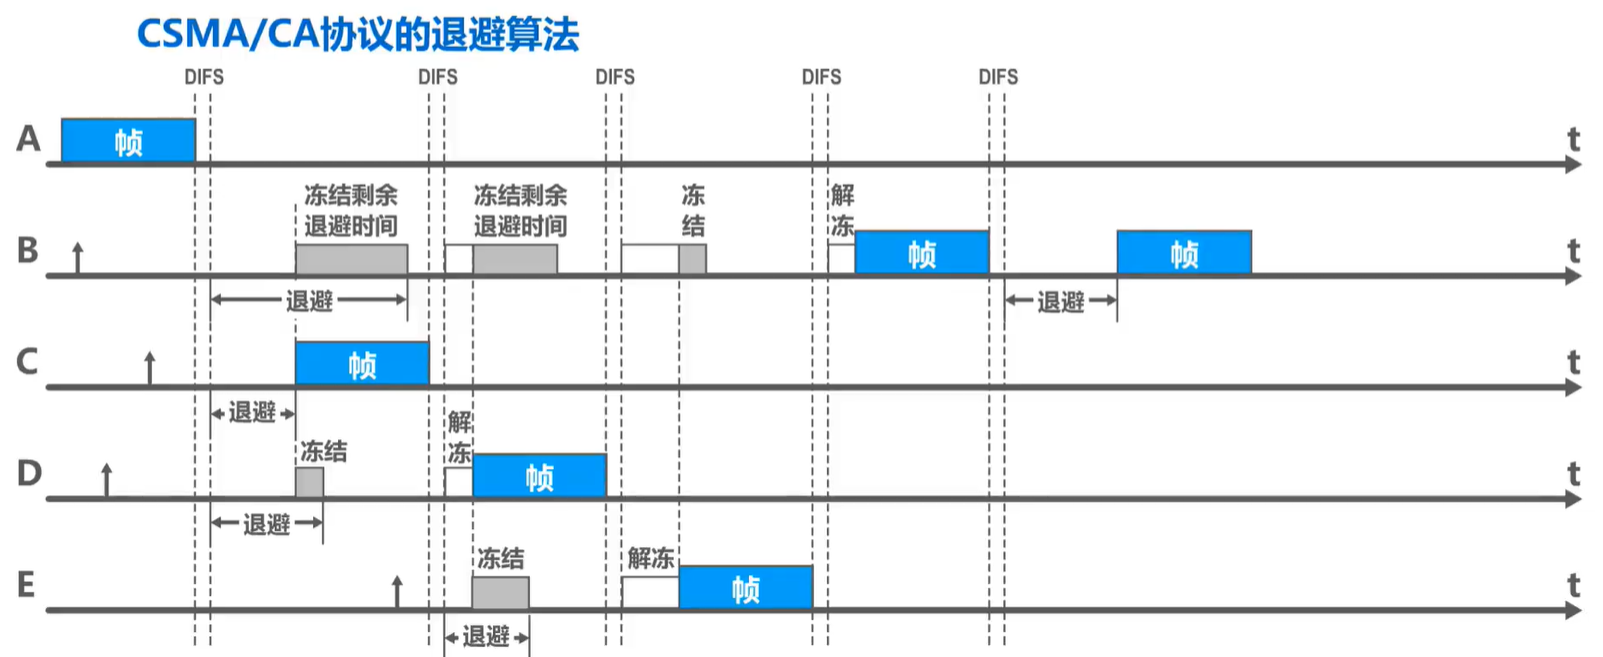 CSMA/CA协议的退避算法
DIFS DIFS DIFS DIFS DIFS
A 帧 t
冻结剩余 冻结剩余 冻 解
退避时间 退避时间 结 冻
B 帧 帧 t
退避 退避
C 帧 t
退避 解
冻结 冻
D 帧 t
退避
冻结 解冻
E 帧 t
退避